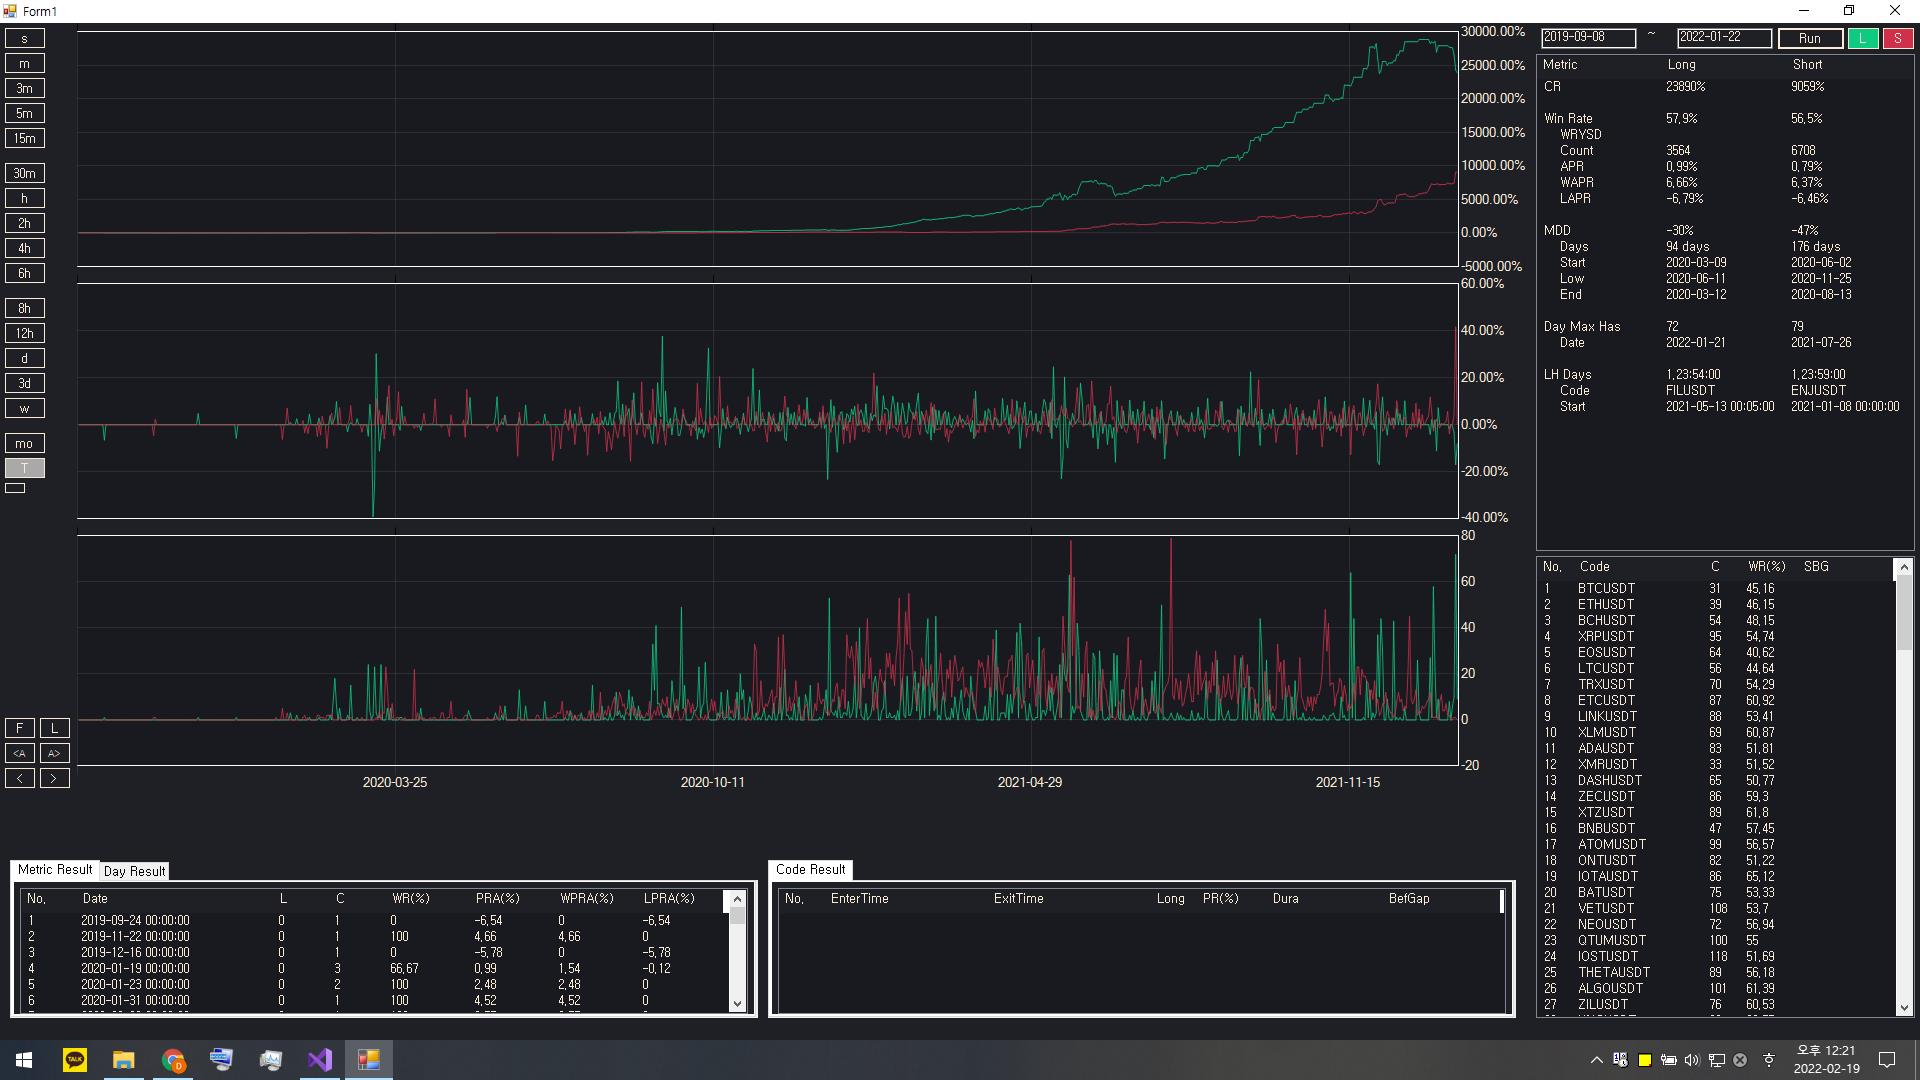 Form1
s
m
3m
5m
15m
30m
h
2h
4h
6h
8h
12h
d
3d
w
mo
T
F L
<A A>
< >
30000.00%
25000.00%
20000.00%
15000.00%
10000.00%
5000.00%
0.00%
-5000.00%
60.00%
40.00%
20.00%
0.00%
-20.00%
-40.00%
80
60
40
20
0
-20
2020-03-25 2020-10-11 2021-04-29 2021-11-15
2019-09-08 ~ 2022-01-22 Run L S
Metric Long Short
CR 23890% 9059%
Win Rate 57,9% 56,5%
WRYSD
Count 3564 6708
APR 0,99% 0,79%
WAPR 6,66% 6,37%
LAPR -6,79% -6,46%
MDD -30% -47%
Days 94 days 176 days
Start 2020-03-09 2020-06-02
Low 2020-06-11 2020-11-25
End 2020-03-12 2020-08-13
Day Max Has 72 79
Date 2022-01-21 2021-07-26
LH Days 1,23:54:00 1,23:59:00
Code FILUSDT ENJUSDT
Start 2021-05-13 00:05:00 2021-01-08 00:00:00
No, Code C WR(%) SBG
1 BTCUSDT 31 45,16
2 ETHUSDT 39 46,15
3 BCHUSDT 54 48,15
4 XRPUSDT 95 54,74
5 EOSUSDT 64 40,62
6 LTCUSDT 56 44,64
7 TRXUSDT 70 54,29
8 ETCUSDT 87 60,92
9 LINKUSDT 88 53,41
10 XLMUSDT 69 60,87
11 ADAUSDT 83 51,81
12 XMRUSDT 33 51,52
13 DASHUSDT 65 50,77
14 ZECUSDT 86 59,3
15 XTZUSDT 89 61,8
16 BNBUSDT 47 57,45
17 ATOMUSDT 99 56,57
18 ONTUSDT 82 51,22
19 IOTAUSDT 86 65,12
20 BATUSDT 75 53,33
21 VETUSDT 108 53,7
22 NEOUSDT 72 56,94
23 QTUMUSDT 100 55
24 IOSTUSDT 118 51,69
25 THETAUSDT 89 56,18
26 ALGOUSDT 101 61,39
27 ZILUSDT 76 60,53
Metric Result Day Result
No, Date L C WR(%) PRA(%) WPRA(%) LPRA(%)
1 2019-09-24 00:00:00 0 1 0 -6,54 0 -6,54
2 2019-11-22 00:00:00 0 1 100 4,66 4,66 0
3 2019-12-16 00:00:00 0 1 0 -5,78 0 -5,78
4 2020-01-19 00:00:00 0 3 66,67 0,99 1,54 -0,12
5 2020-01-23 00:00:00 0 2 100 2,48 2,48 0
6 2020-01-31 00:00:00 0 1 100 4,52 4,52 0
Code Result
No, EnterTime ExitTime Long PR(%) Dura BefGap
TALK
오후 12:21
2022-02-19